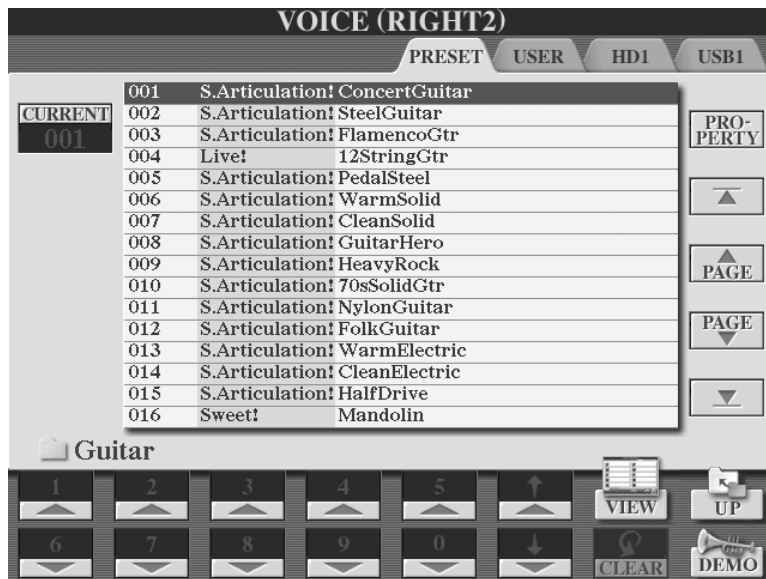 VOICE (RIGHT2)
PRESET USER HD1 USB1
CURRENT
001
001 S.Articulation! ConcertGuitar
002 S.Articulation! SteelGuitar
003 S.Articulation! FlamencoGtr
004 Live! 12StringGtr
005 S.Articulation! PedalSteel
006 S.Articulation! WarmSolid
007 S.Articulation! CleanSolid
008 S.Articulation! GuitarHero
009 S.Articulation! HeavyRock
010 S.Articulation! 70sSolidGtr
011 S.Articulation! NylonGuitar
012 S.Articulation! FolkGuitar
013 S.Articulation! WarmElectric
014 S.Articulation! CleanElectric
015 S.Articulation! HalfDrive
016 Sweet! Mandolin
PRO-
PERTY
PAGE
PAGE
Guitar
1 2 3 4 5 VIEW UP
6 7 8 9 0 CLEAR DEMO